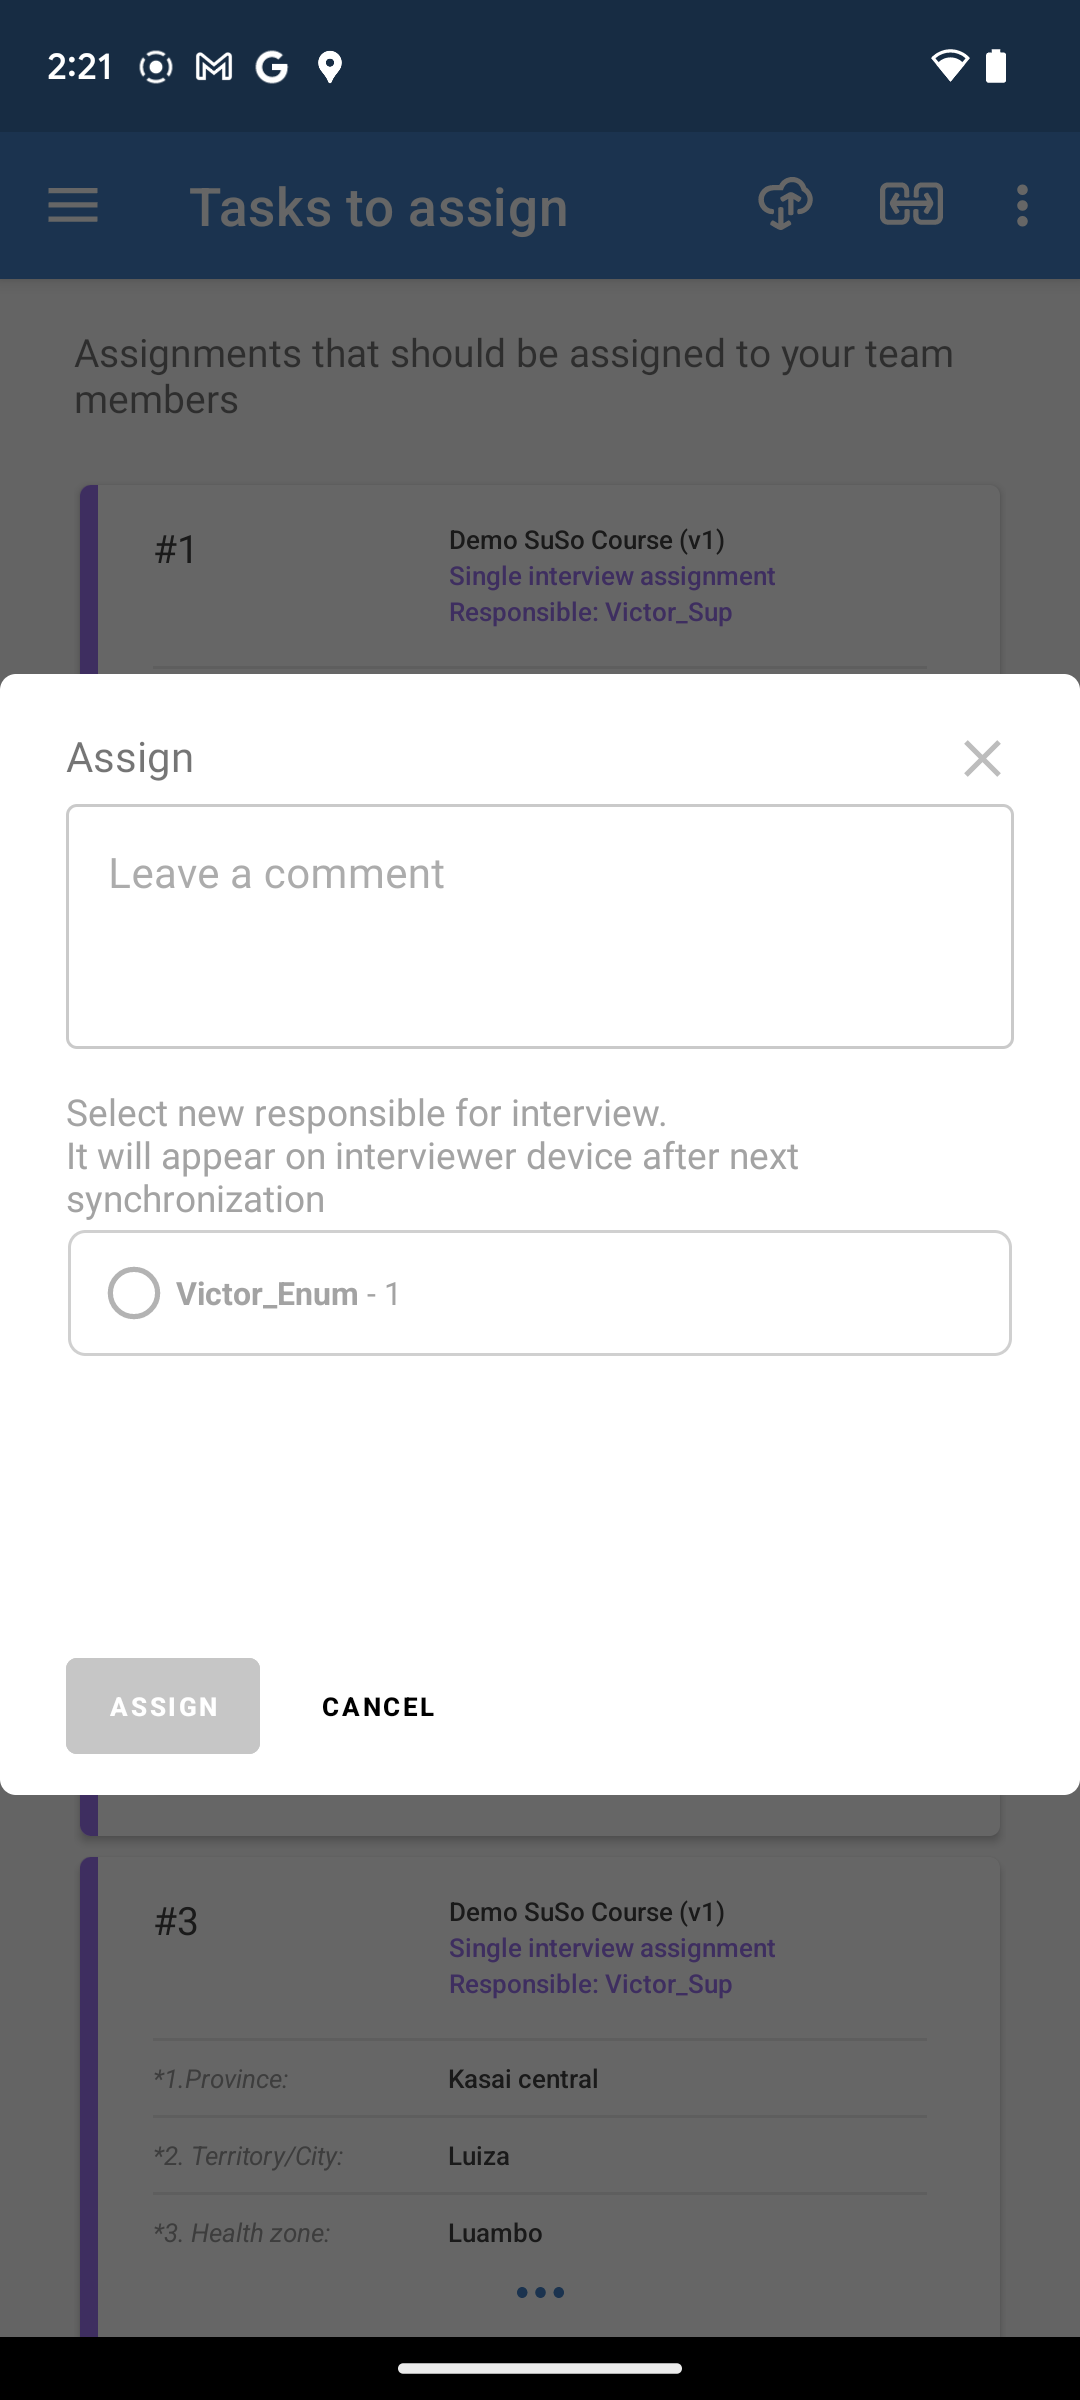 2:21
Tasks to assign
Assignments that should be assigned to your team
members
#1
Demo SuSo Course (v1)
Single interview assignment
Responsible: Victor_Sup
Assign
Leave a comment
Select new responsible for interview.
It will appear on interviewer device after next
synchronization
Victor_Enum - 1
ASSIGN CANCEL
#3
Demo SuSo Course (v1)
Single interview assignment
Responsible: Victor_Sup
*1.Province: Kasai central
*2. Territory/City: Luiza
*3. Health zone: Luambo